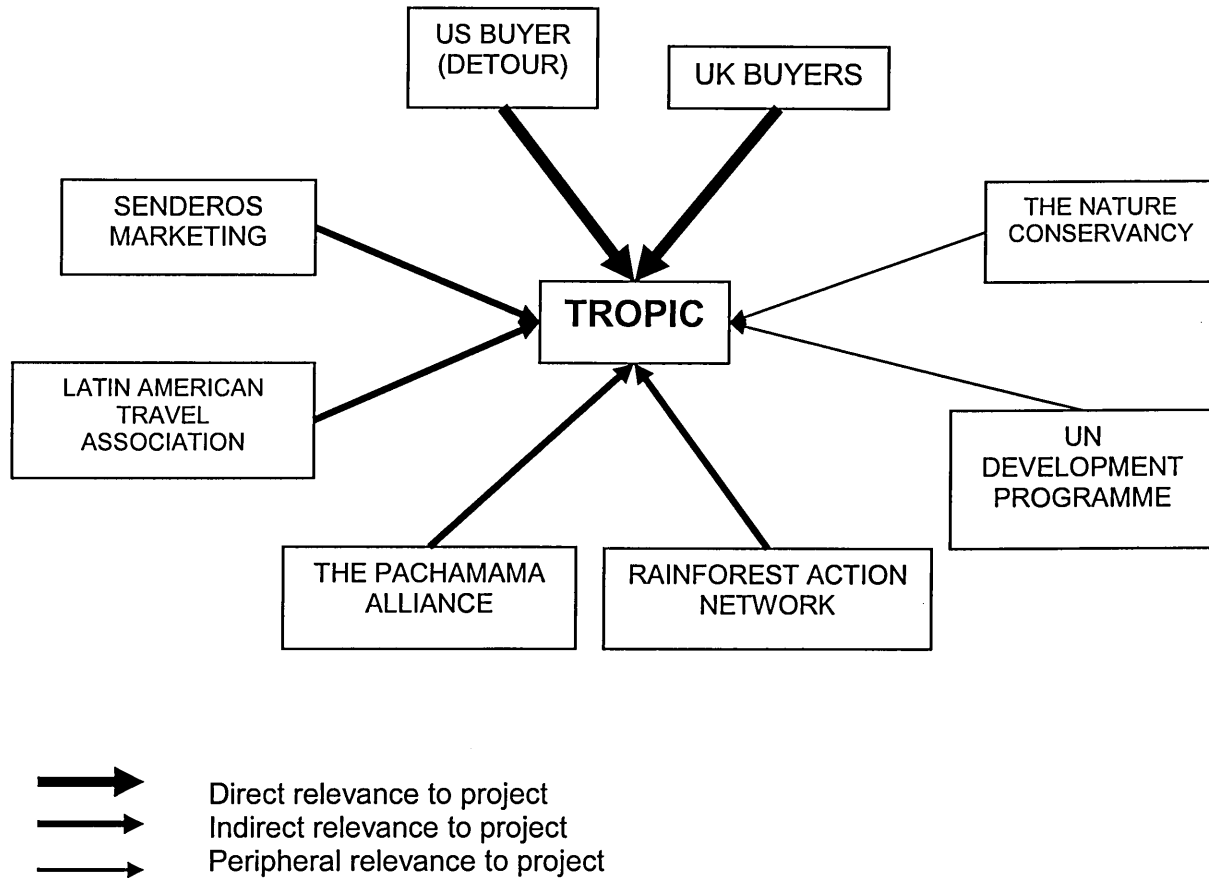 US BUYER
(DETOUR)
UK BUYERS
SENDEROS
MARKETING
THE NATURE
CONSERVANCY
TROPIC
LATIN AMERICAN
TRAVEL
ASSOCIATION
UN
DEVELOPMENT
PROGRAMME
THE PACHAMAMA
ALLIANCE
RAINFOREST ACTION
NETWORK
Direct relevance to project
Indirect relevance to project
Peripheral relevance to project